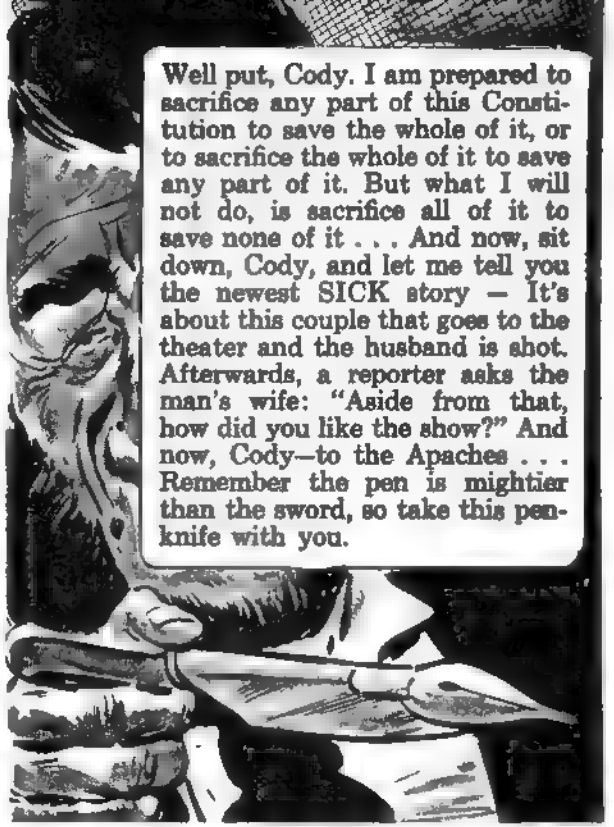 Well put, Cody. I am prepared to
sacrifice any part of this Consti-
tution to save the whole of it, or
to sacrifice the whole of it to save
any part of it. But what I will
not do, is sacrifice all of it to
save none of it . . . And now, sit
down, Cody, and let me tell you
the newest SICK story — It's
about this couple that goes to the
theater and the husband is shot.
Afterwards, a reporter asks the
man's wife: "Aside from that,
how did you like the show?" And
now, Cody—to the Apaches . . .
Remember the pen is mightier
than the sword, so take this pen-
knife with you.